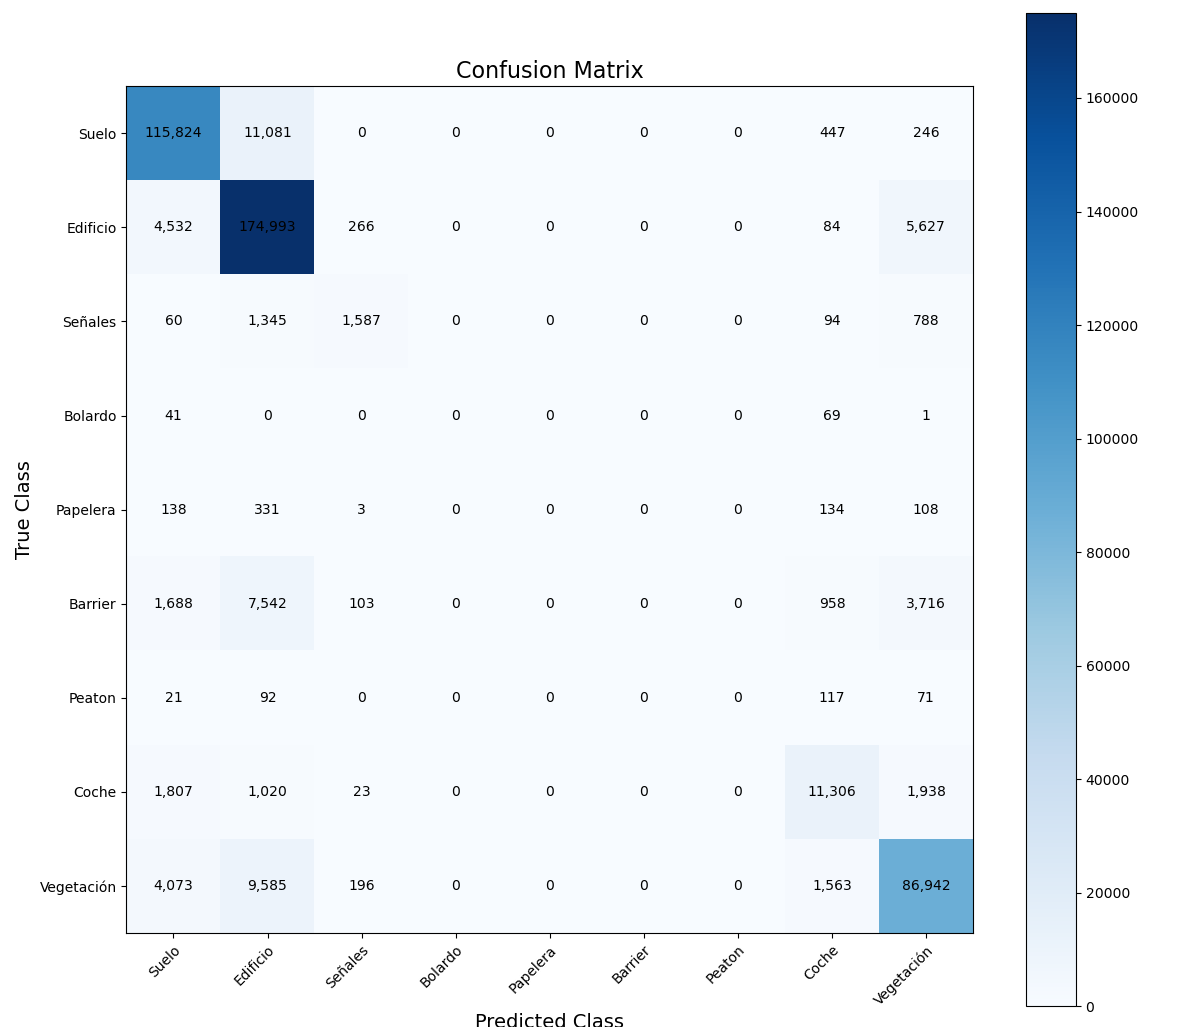 Confusion Matrix
Suelo 115,824 11,081 0 0 0 0 0 447 246
Edificio 4,532 174,993 266 0 0 0 0 84 5,627
Señales 60 1,345 1,587 0 0 0 0 94 788
Bolardo 41 0 0 0 0 0 0 69 1
Papelera 138 331 3 0 0 0 0 134 108
Barrier 1,688 7,542 103 0 0 0 0 958 3,716
Peaton 21 92 0 0 0 0 0 117 71
Coche 1,807 1,020 23 0 0 0 0 11,306 1,938
Vegetación 4,073 9,585 196 0 0 0 0 1,563 86,942
True Class
Suelo Edificio Señales Bolardo Papelera Barrier Peaton Coche Vegetación
Predicted Class
160000
140000
120000
100000
80000
60000
40000
20000
0